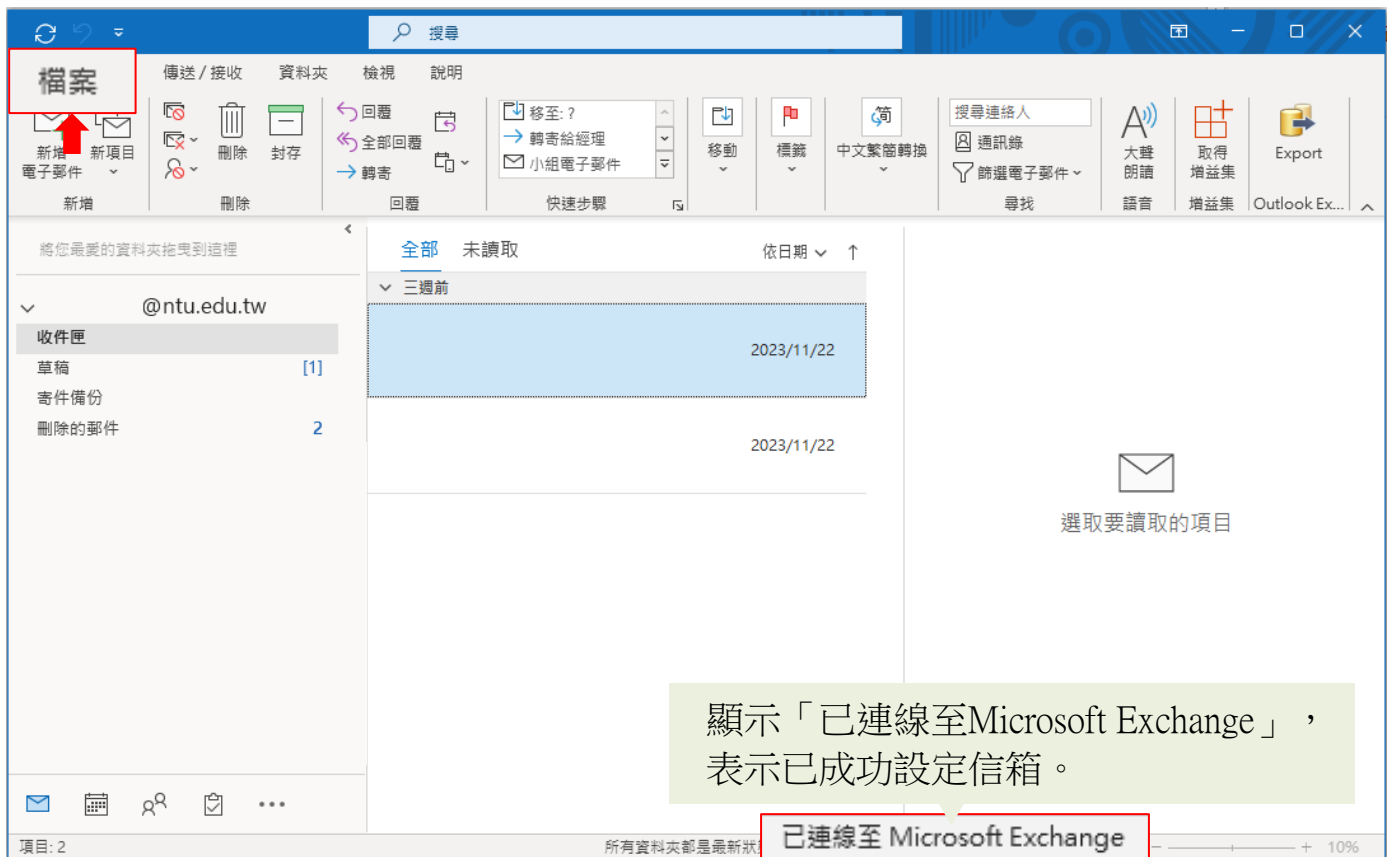 搜尋
檔案
傳送 / 接收
資料夾
檢視
說明
新增
電子郵件
新項目
刪除
封存
回覆
全部回覆
轉寄
移至: ?
轉寄給經理
小組電子郵件
移動
標籤
简
中文繁簡轉換
搜尋連絡人
通訊錄
篩選電子郵件
大聲
朗讀
取得
增益集
Export
新增
刪除
回覆
快速步驟
尋找
語音
增益集
Outlook Ex...
將您最愛的資料夾拖曳到這裡
@ntu.edu.tw
收件匣
草稿 [1]
寄件備份
刪除的郵件 2
全部 未讀取 依日期
三週前
2023/11/22
2023/11/22
選取要讀取的項目
顯示「已連線至Microsoft Exchange」，
表示已成功設定信箱。
項目: 2
所有資料夾都是最新
已連線至 Microsoft Exchange
10%